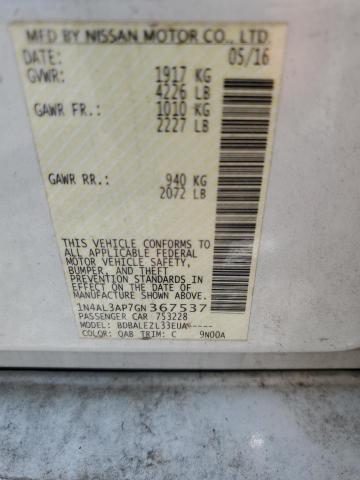 MFD BY NISSAN MOTOR CO., LTD.
DATE: 05/16
GVWR: 1917 KG
4226 LB
GAWR FR.: 1010 KG
2227 LB
GAWR RR.: 940 KG
2072 LB
THIS VEHICLE CONFORMS TO
ALL APPLICABLE FEDERAL
MOTOR VEHICLE SAFETY,
BUMPER, AND THEFT
PREVENTION STANDARDS IN
EFFECT ON THE DATE OF
MANUFACTURE SHOWN ABOVE.
1N4AL3AP7GN367537
PASSENGER CAR 753228
MODEL: BDBALEZL33EUA-----
COLOR: QAB TRIM: C 9N00A